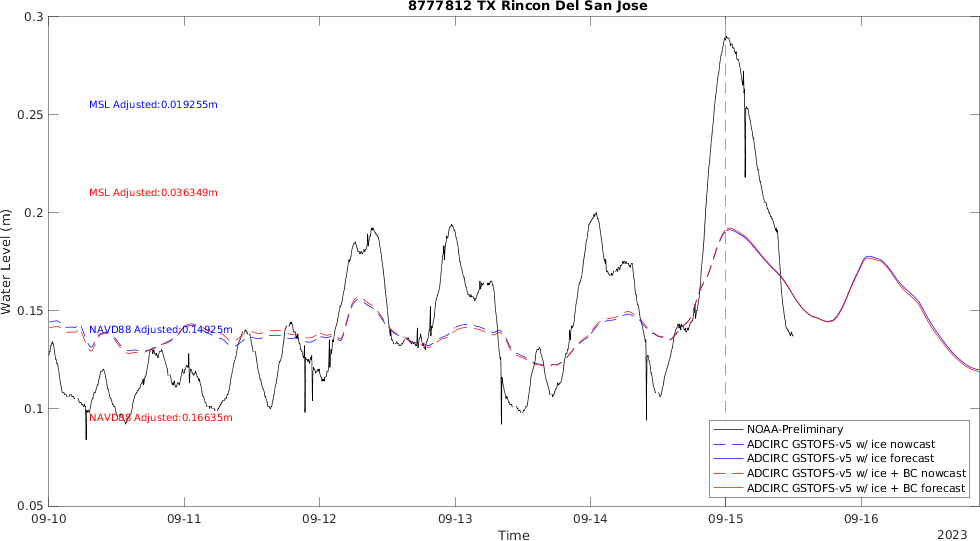 8777812 TX Rincon Del San Jose
0.3
0.25
0.2
0.15
0.1
0.05
Water Level (m)
MSL Adjusted:0.019255m
MSL Adjusted:0.036349m
NAVD88 Adjusted:0.14925m
NAVD88 Adjusted:0.16635m
NOAA-Preliminary
ADCIRC GSTOFS-v5 w/ ice nowcast
ADCIRC GSTOFS-v5 w/ ice forecast
ADCIRC GSTOFS-v5 w/ ice + BC nowcast
ADCIRC GSTOFS-v5 w/ ice + BC forecast
09-10 09-11 09-12 09-13 09-14 09-15 09-16
Time
2023